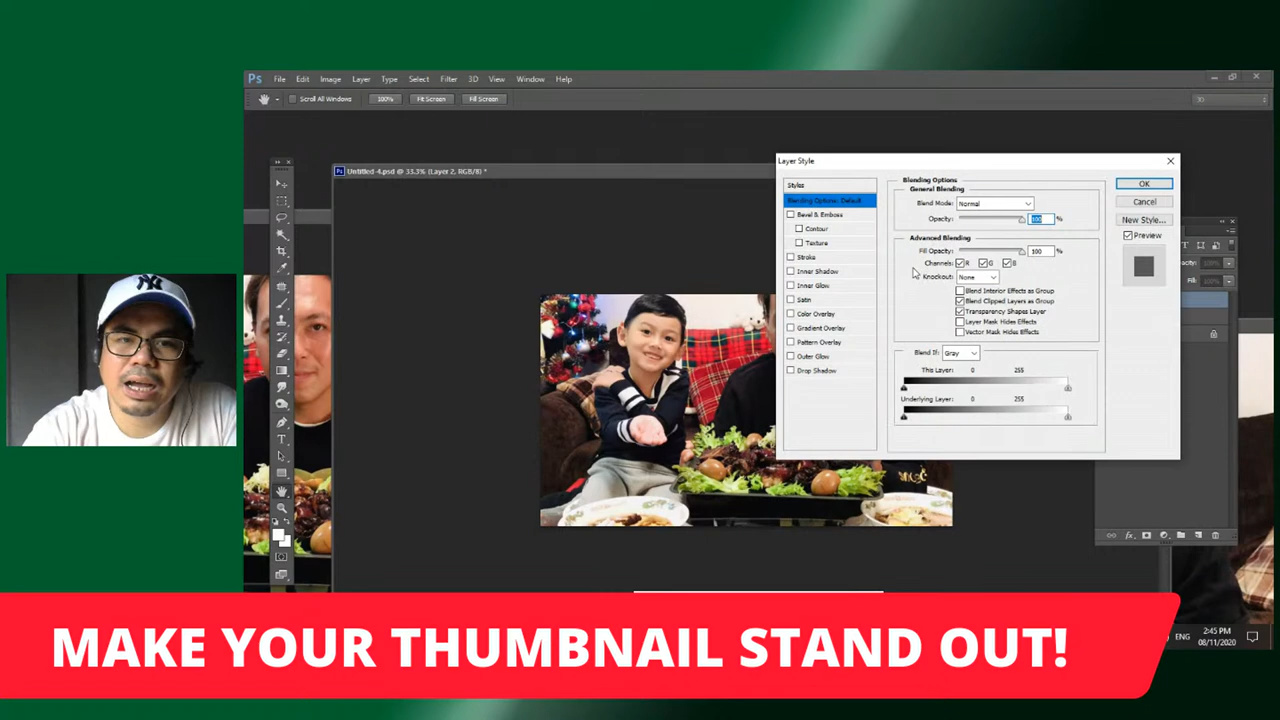 Ps File Edit Image Layer Type Select Filter 3D View Window Help
Scroll All Windows 100% Fit Screen Fill Screen 3D
Untitled-4.psd @ 33.3% (Layer 2, RGB/8) *
Layer Style
Styles
Blending Options: Default
Bevel & Emboss
Contour
Texture
Stroke
Inner Shadow
Inner Glow
Satin
Color Overlay
Gradient Overlay
Pattern Overlay
Outer Glow
Drop Shadow
Blending Options
General Blending
Blend Mode: Normal
Opacity: 100 %
Advanced Blending
Fill Opacity: 100 %
Channels: R G B
Knockout: None
Blend Interior Effects as Group
Blend Clipped Layers as Group
Transparency Shapes Layer
Layer Mask Hides Effects
Vector Mask Hides Effects
Blend If: Gray
This Layer: 0 255
Underlying Layer: 0 255
OK
Cancel
New Style...
Preview
MAKE YOUR THUMBNAIL STAND OUT!
ENG
2:45 PM
08/11/2020